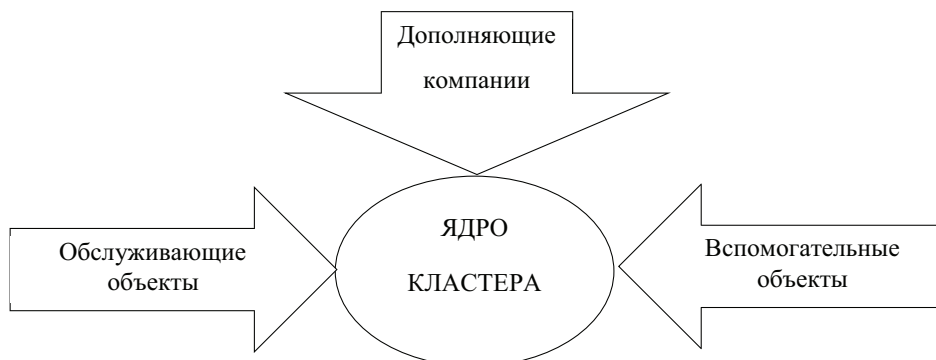 Дополняющие
компании
ЯДРО
КЛАСТЕРА
Обслуживающие
объекты
Вспомогательные
объекты